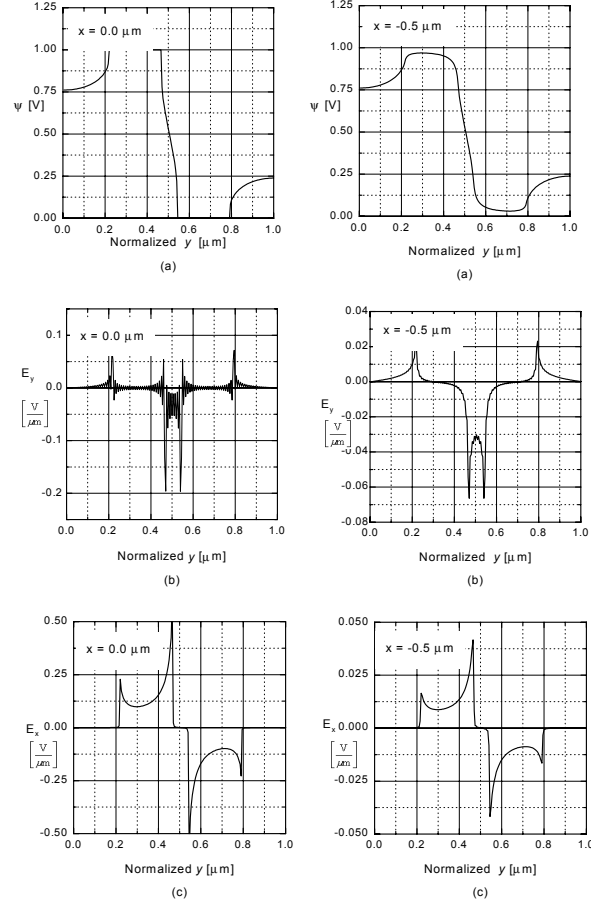 1.25
x = 0.0 μm
1.00
0.75
ψ [V]
0.50
0.25
0.00
0.0 0.2 0.4 0.6 0.8 1.0
Normalized y [μm]
(a)
1.25
x = -0.5 μm
1.00
0.75
ψ [V]
0.50
0.25
0.00
0.0 0.2 0.4 0.6 0.8 1.0
Normalized y [μm]
(a)
0.1
x = 0.0 μm
E y
0.0
[V/μm]
-0.1
-0.2
0.0 0.2 0.4 0.6 0.8 1.0
Normalized y [μm]
(b)
0.04
x = -0.5 μm
0.02
0.00
E y
-0.02
[V/μm]
-0.04
-0.06
-0.08
0.0 0.2 0.4 0.6 0.8 1.0
Normalized y [μm]
(b)
0.50
x = 0.0 μm
0.25
E x
0.00
[V/μm]
-0.25
-0.50
0.0 0.2 0.4 0.6 0.8 1.0
Normalized y [μm]
(c)
0.050
x = -0.5 μm
0.025
E x
0.000
[V/μm]
-0.025
-0.050
0.0 0.2 0.4 0.6 0.8 1.0
Normalized y [μm]
(c)